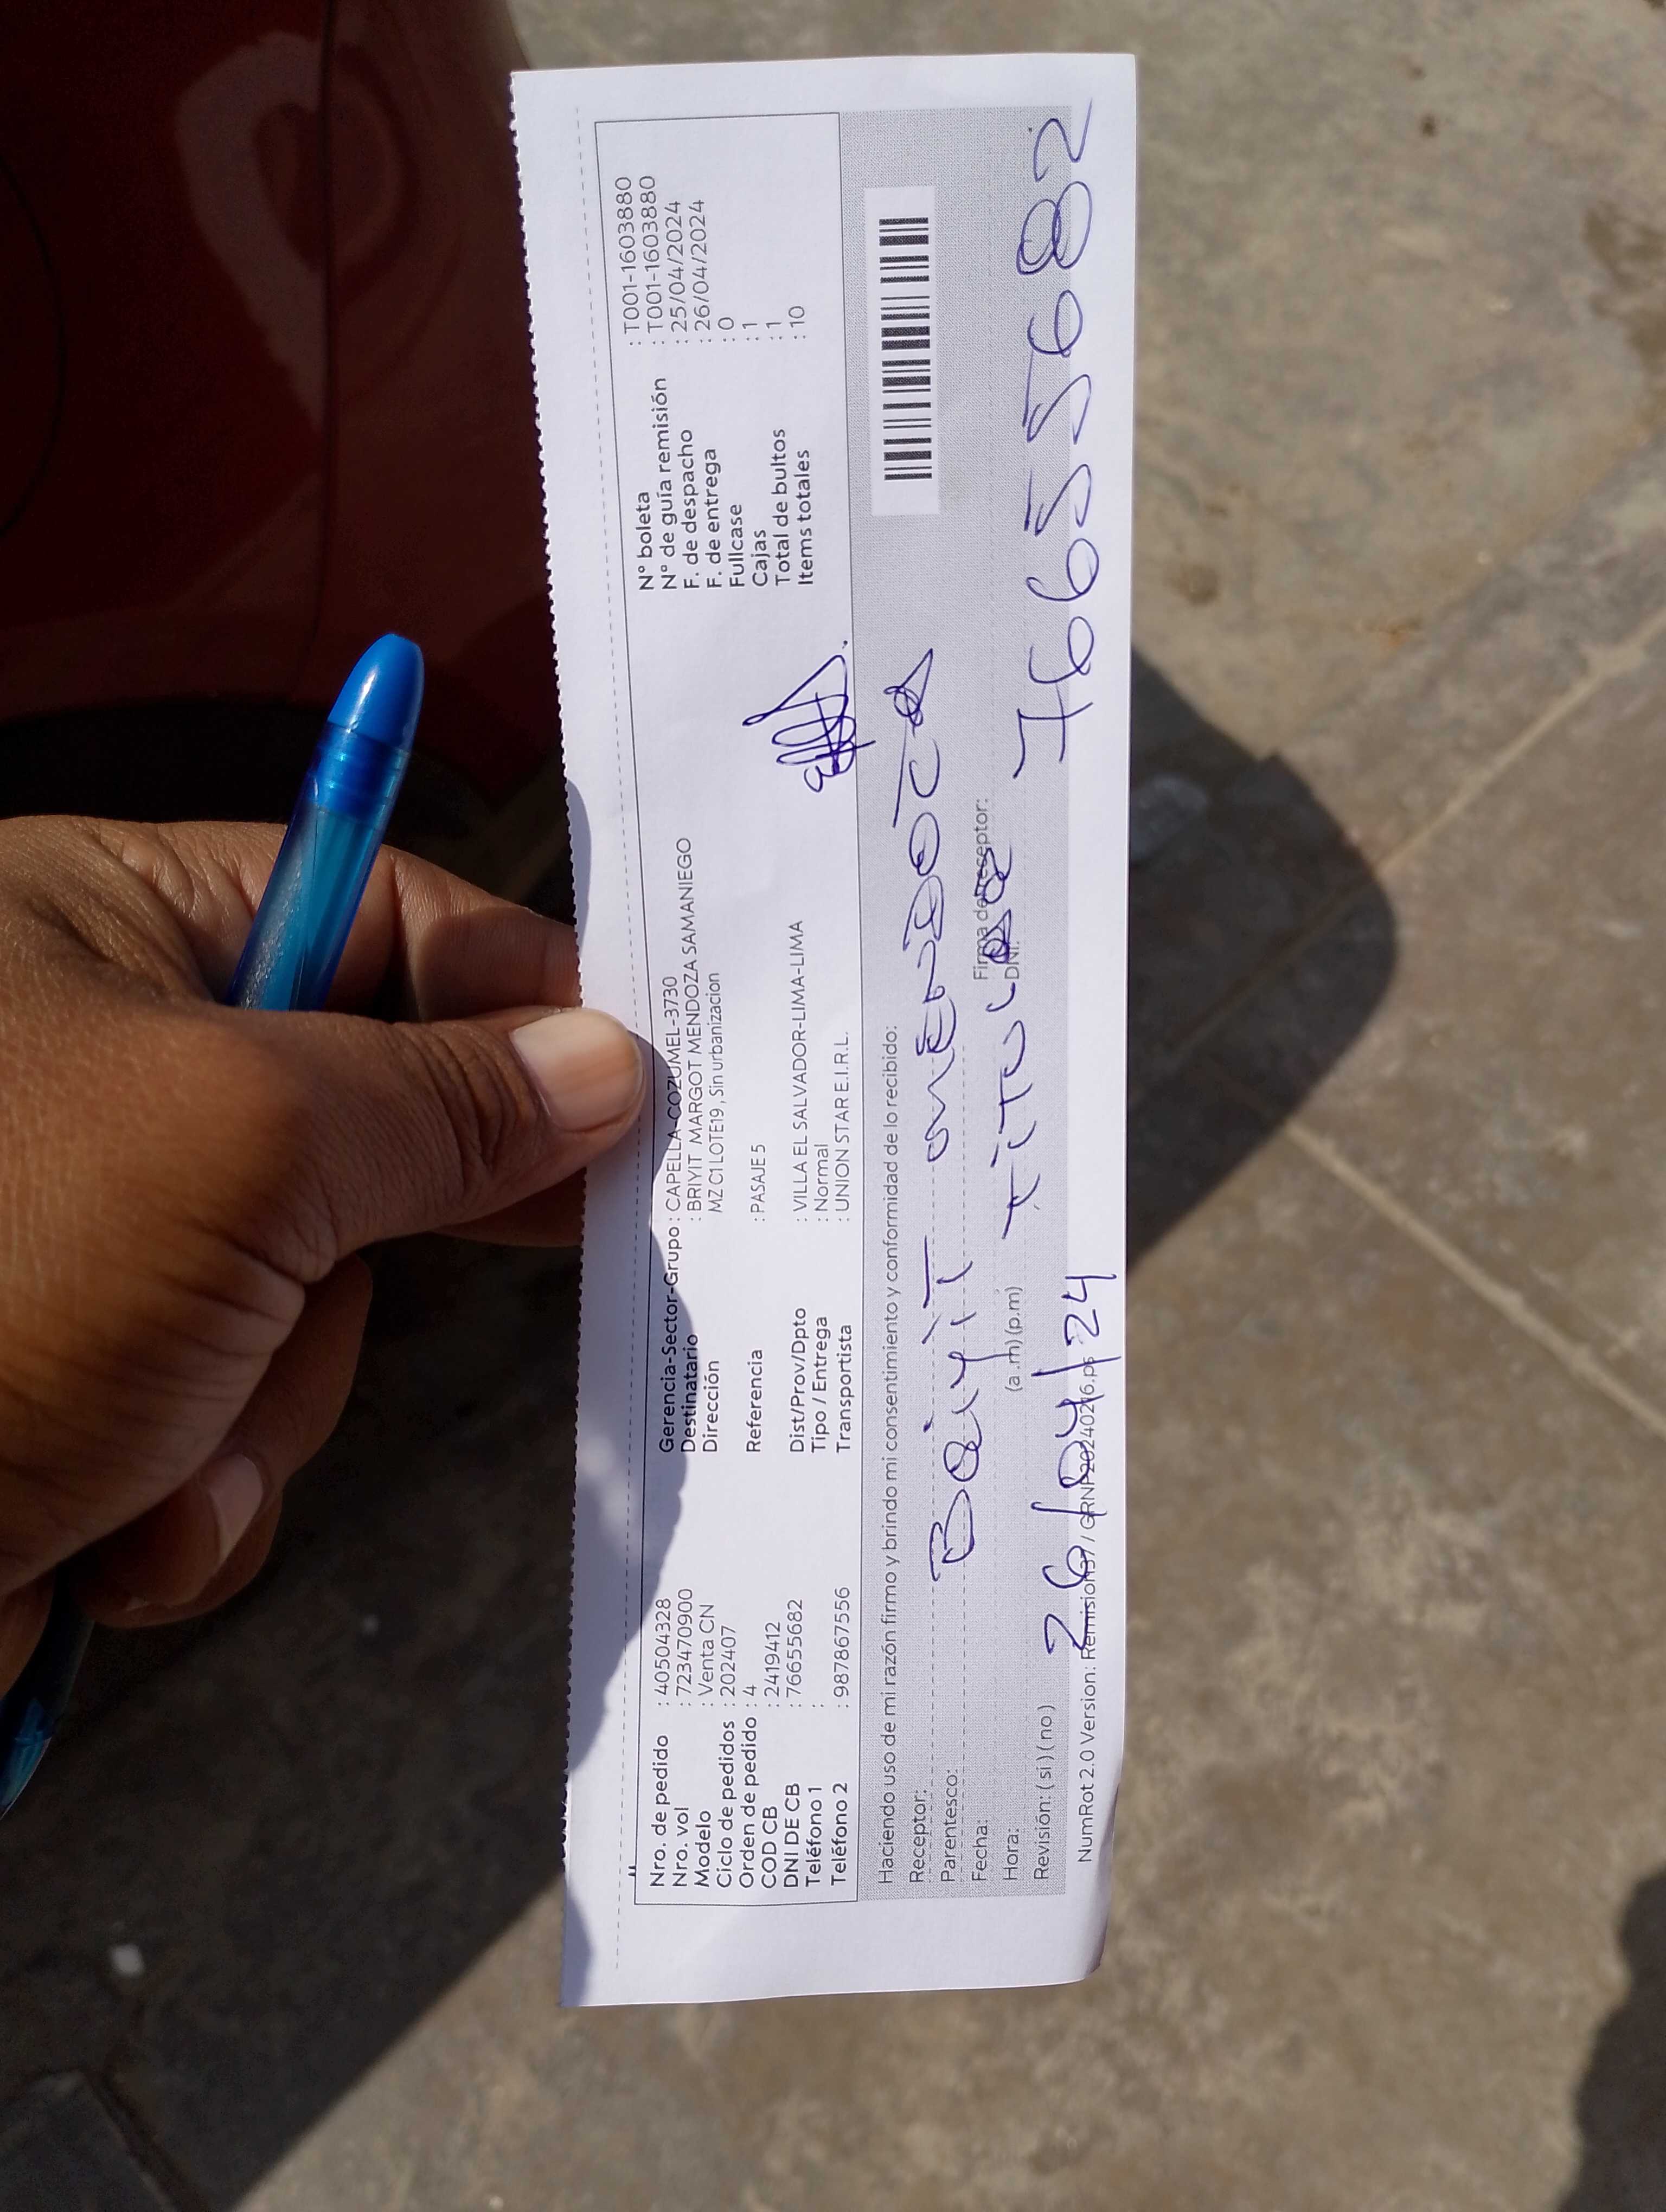 Nro. de pedido : 40504328
Nro. vol : 723470900
Modelo : Venta CN
Ciclo de pedidos : 202407
Orden de pedido : 4
COD CB : 2419412
DNI DE CB : 76655682
Teléfono 1 :
Teléfono 2 : 987867556
Gerencia-Sector-Grupo : CAPELLA-COZUMEL-3730
Destinatario : BRIYIT MARGOT MENDOZA SAMANIEGO
Dirección MZ C1 LOTE19 , Sin urbanizacion
Referencia : PASAJE 5
Dist/Prov/Dpto : VILLA EL SALVADOR-LIMA-LIMA
Tipo / Entrega : Normal
Transportista : UNION STAR E.I.R.L.
N° boleta : T001-1603880
N° de guía remisión : T001-1603880
F. de despacho : 25/04/2024
F. de entrega : 26/04/2024
Fullcase : 0
Cajas : 1
Total de bultos : 1
Items totales : 10
Haciendo uso de mi razón firmo y brindo mi consentimiento y conformidad de lo recibido:
Receptor: Briyit mendoza
Parentesco:
Fecha: Firma de receptor:
Hora: (a.m) (p.m) titular DNI: 76655682
Revisión: ( si ) ( no ) 26/04/24
NumRot 2.0 Version: Remision37 / GRNP20240216.ps